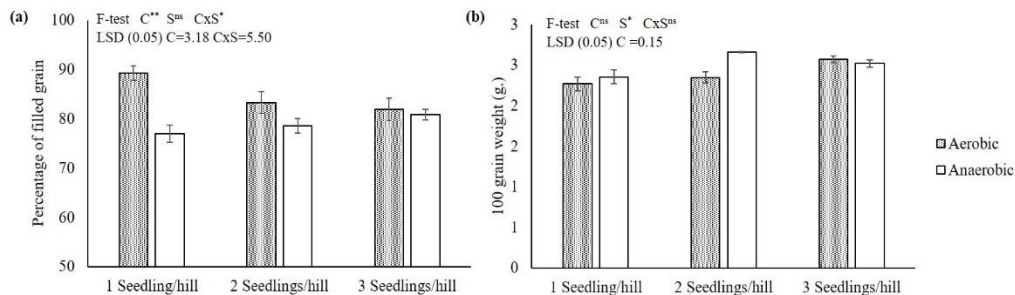 (a)
F-test C** Sⁿˢ CxS*
LSD (0.05) C=3.18 CxS=5.50
Percentage of filled grain
100
90
80
70
60
50
1 Seedling/hill 2 Seedlings/hill 3 Seedlings/hill
(b)
F-test Cⁿˢ S* CxSⁿˢ
LSD (0.05) C =0.15
100 grain weight (g.)
3
3
2
2
1
1
0
1 Seedling/hill 2 Seedlings/hill 3 Seedlings/hill
Aerobic
Anaerobic